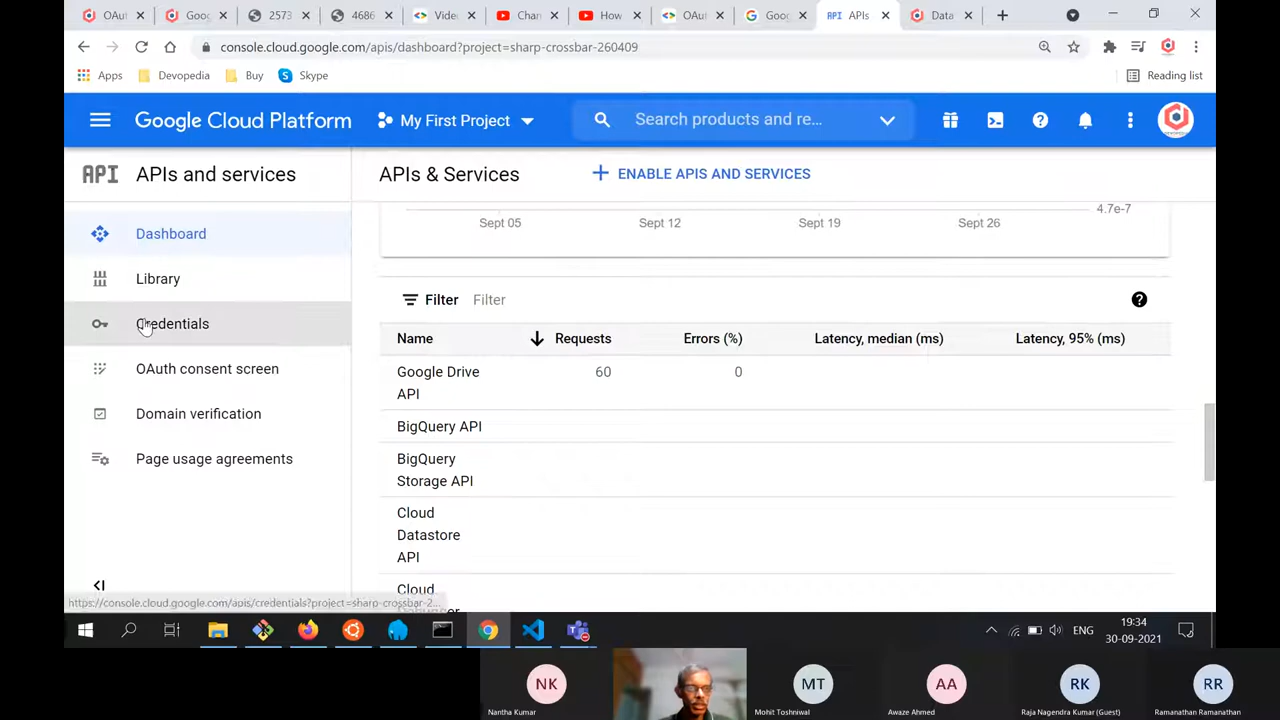 OAu
Goog
2573
4686
Vide
Chan
How
OAu
Goog
APIs
Data
console.cloud.google.com/apis/dashboard?project=sharp-crossbar-260409
Apps
Devopedia
Buy
Skype
Reading list
Google Cloud Platform
My First Project
Search products and re...
API
APIs and services
APIs & Services
ENABLE APIS AND SERVICES
Dashboard
Library
Credentials
OAuth consent screen
Domain verification
Page usage agreements
4.7e-7
Sept 05
Sept 12
Sept 19
Sept 26
Filter
Filter
Name
Requests
Errors (%)
Latency, median (ms)
Latency, 95% (ms)
Google Drive
API
60
0
BigQuery API
BigQuery
Storage API
Cloud
Datastore
API
Cloud
https://console.cloud.google.com/apis/credentials?project=sharp-crossbar-2...
ENG
19:34
30-09-2021
NK
Nantha Kumar
MT
Mohit Toshniwal
AA
Awaze Ahmed
RK
Raja Nagendra Kumar (Guest)
RR
Ramanathan Ramanathan